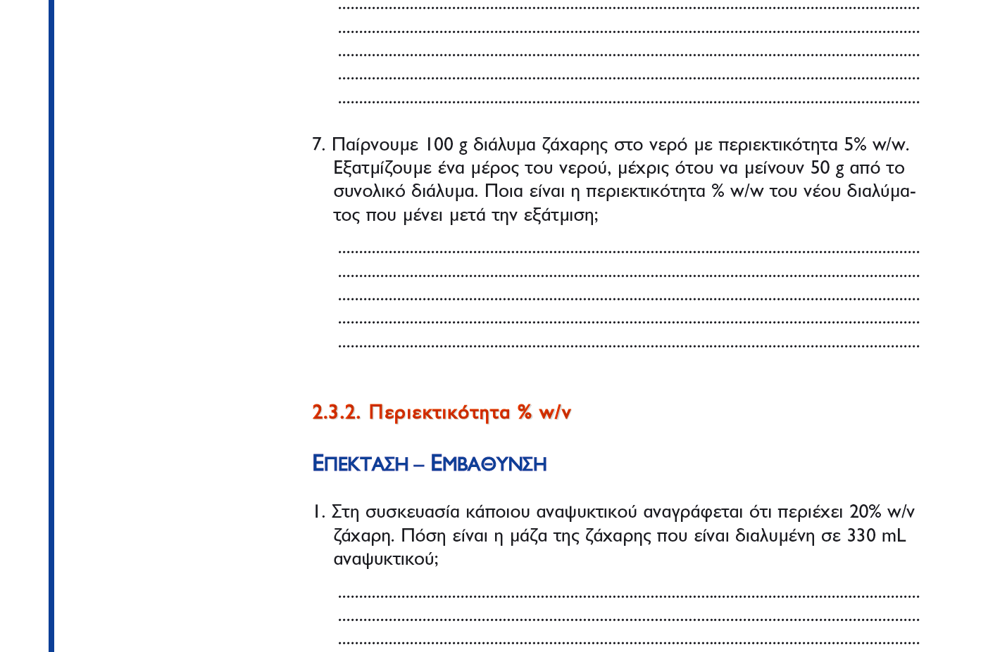 7. Παίρνουμε 100 g διάλυμα ζάχαρης στο νερό με περιεκτικότητα 5% w/w.
Εξατμίζουμε ένα μέρος του νερού, μέχρις ότου να μείνουν 50 g από το
συνολικό διάλυμα. Ποια είναι η περιεκτικότητα % w/w του νέου διαλύμα-
τος που μένει μετά την εξάτμιση;
2.3.2. Περιεκτικότητα % w/v
ΕΠΕΚΤΑΣΗ – ΕΜΒΑΘΥΝΣΗ
1. Στη συσκευασία κάποιου αναψυκτικού αναγράφεται ότι περιέχει 20% w/v
ζάχαρη. Πόση είναι η μάζα της ζάχαρης που είναι διαλυμένη σε 330 mL
αναψυκτικού;